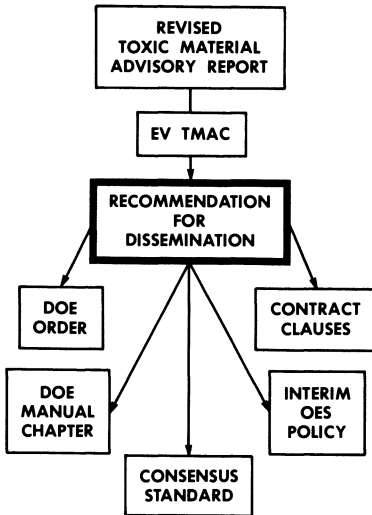 REVISED
TOXIC MATERIAL
ADVISORY REPORT
EV TMAC
RECOMMENDATION
FOR
DISSEMINATION
DOE
ORDER
CONTRACT
CLAUSES
DOE
MANUAL
CHAPTER
INTERIM
OES
POLICY
CONSENSUS
STANDARD